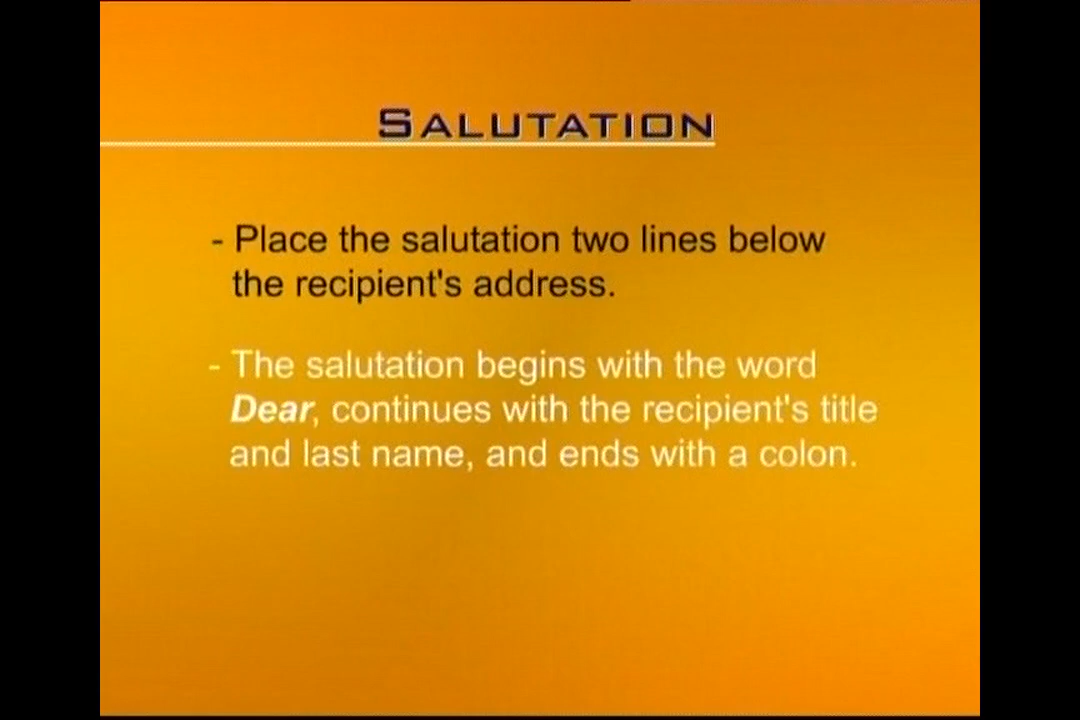 SALUTATION
- Place the salutation two lines below
the recipient's address.
- The salutation begins with the word
Dear, continues with the recipient's title
and last name, and ends with a colon.